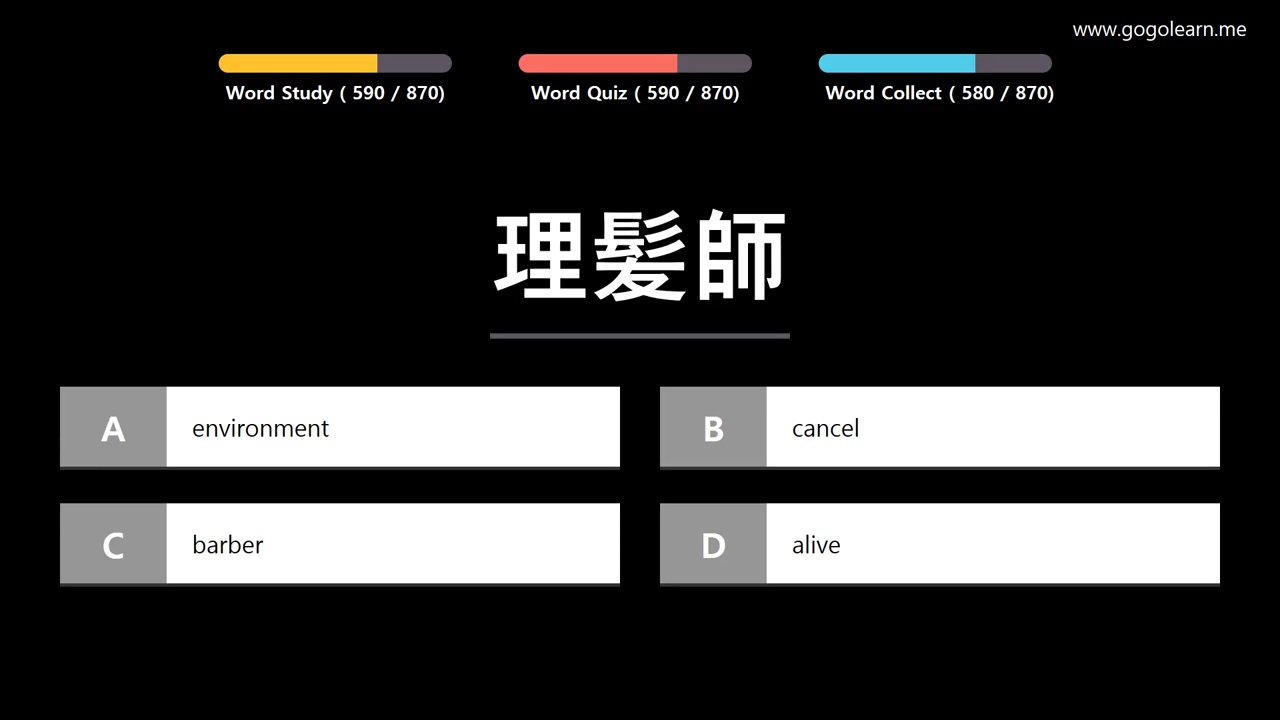 www.gogolearn.me
Word Study ( 590 / 870)
Word Quiz ( 590 / 870)
Word Collect ( 580 / 870)
理髮師
A environment
B cancel
C barber
D alive